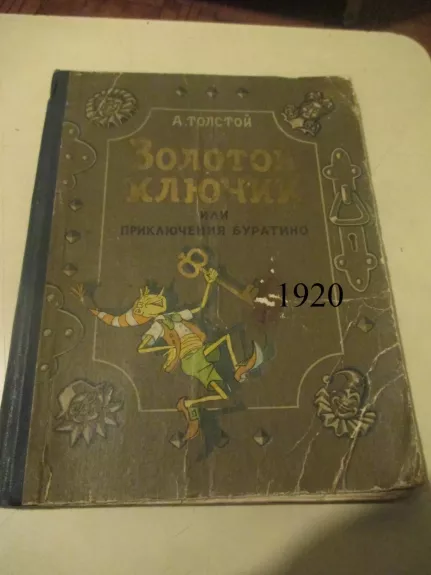 А. ТОЛСТОЙ
ЗОЛОТОЙ
КЛЮЧИК
ИЛИ
ПРИКЛЮЧЕНИЯ БУРАТИНО
1920